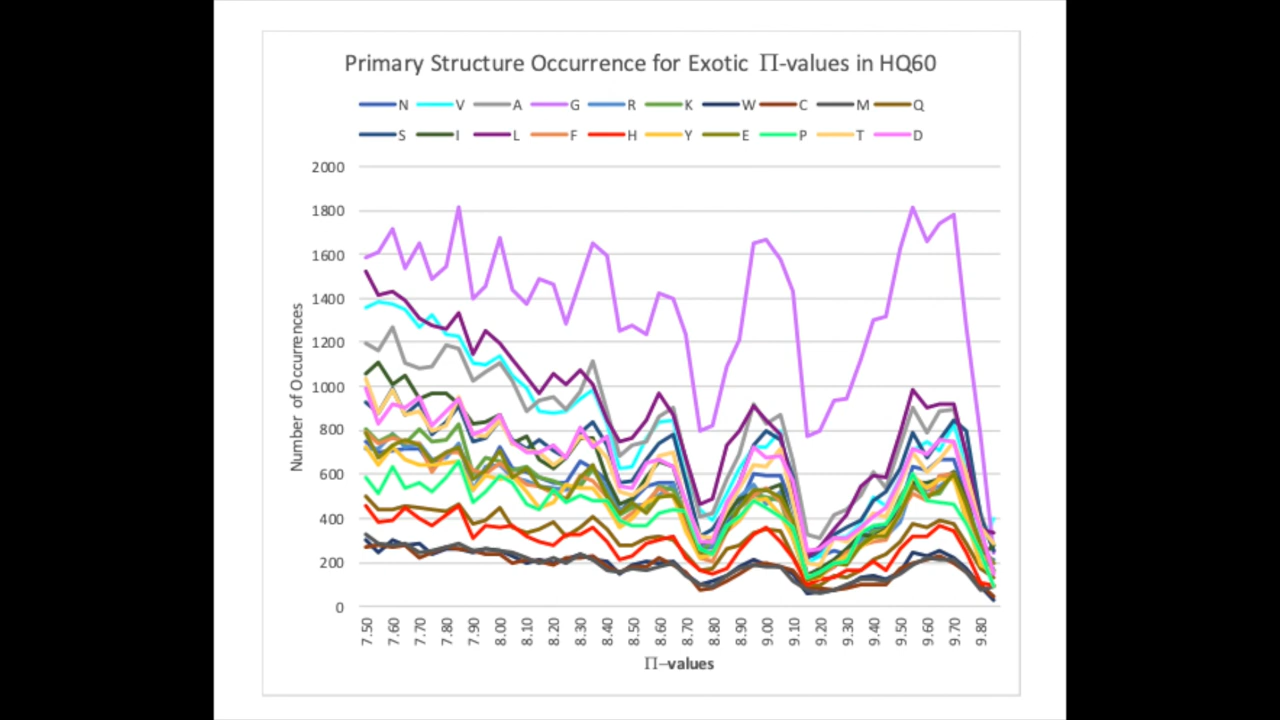 Primary Structure Occurrence for Exotic Π-values in HQ60
N V A G R K W C M Q
S I L F H Y E P T D
2000
1800
1600
1400
1200
1000
800
600
400
200
0
Number of Occurrences
7.50 7.60 7.70 7.80 7.90 8.00 8.10 8.20 8.30 8.40 8.50 8.60 8.70 8.80 8.90 9.00 9.10 9.20 9.30 9.40 9.50 9.60 9.70 9.80
Π–values